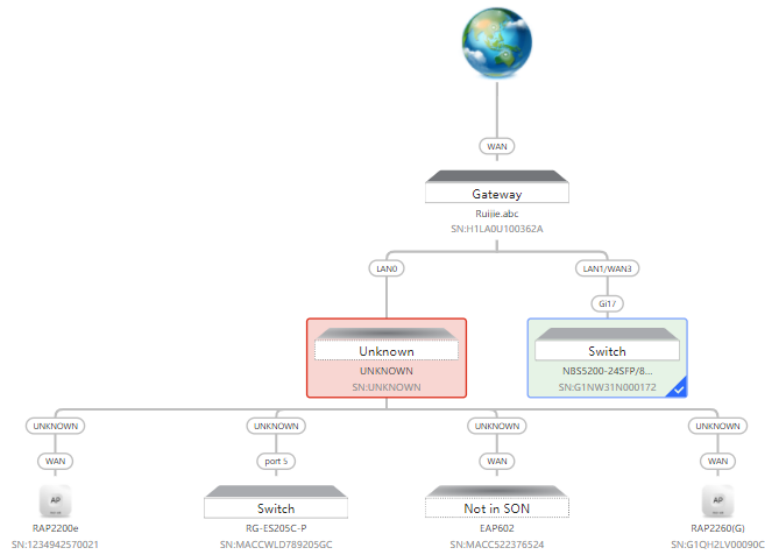 WAN
Gateway
Ruijie.abc
SN:H1LA0U100362A
LAN0
LAN1/WAN3
Gi1/
Unknown
UNKNOWN
SN:UNKNOWN
Switch
NBS5200-24SFP/8...
SN:G1NW31N000172
UNKNOWN
UNKNOWN
UNKNOWN
UNKNOWN
WAN
port 5
WAN
WAN
AP
RAP2200e
SN:1234942570021
Switch
RG-ES205C-P
SN:MACCWLD789205GC
Not in SON
EAP602
SN:MACCS22376524
AP
RAP2260(G)
SN:G1QH2LV00090C